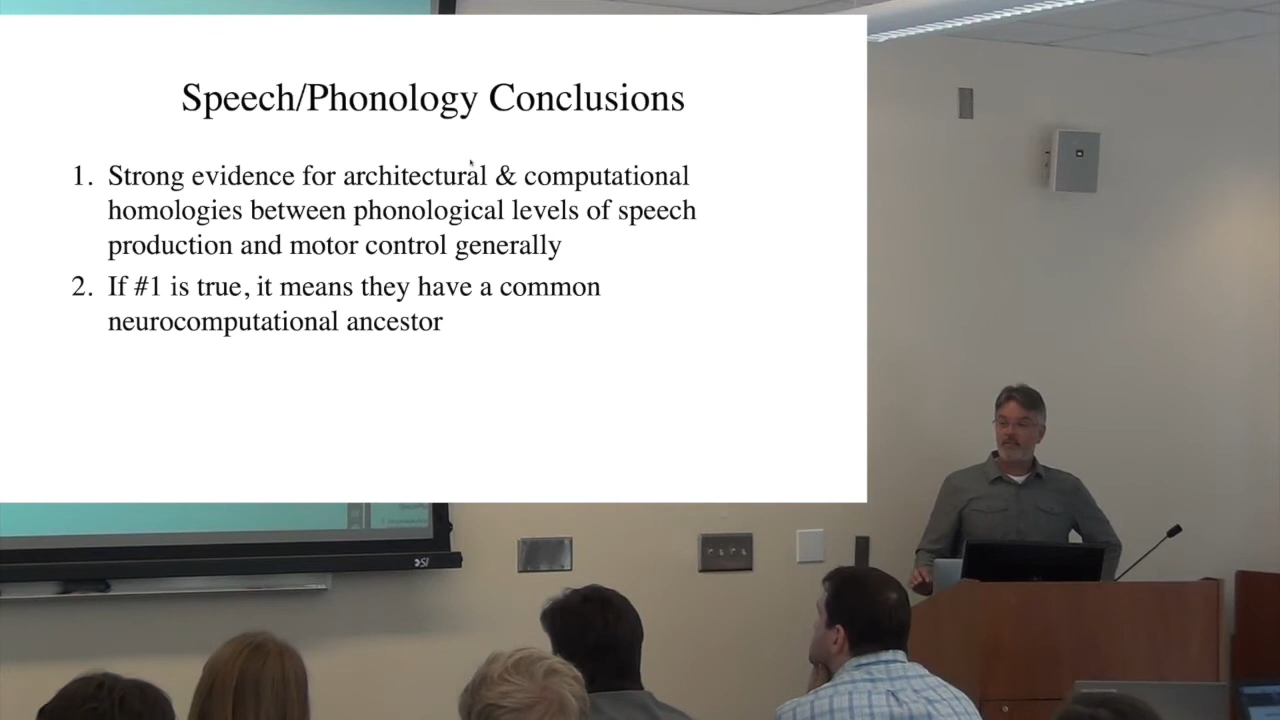 Speech/Phonology Conclusions
1. Strong evidence for architectural & computational
homologies between phonological levels of speech
production and motor control generally
2. If #1 is true, it means they have a common
neurocomputational ancestor